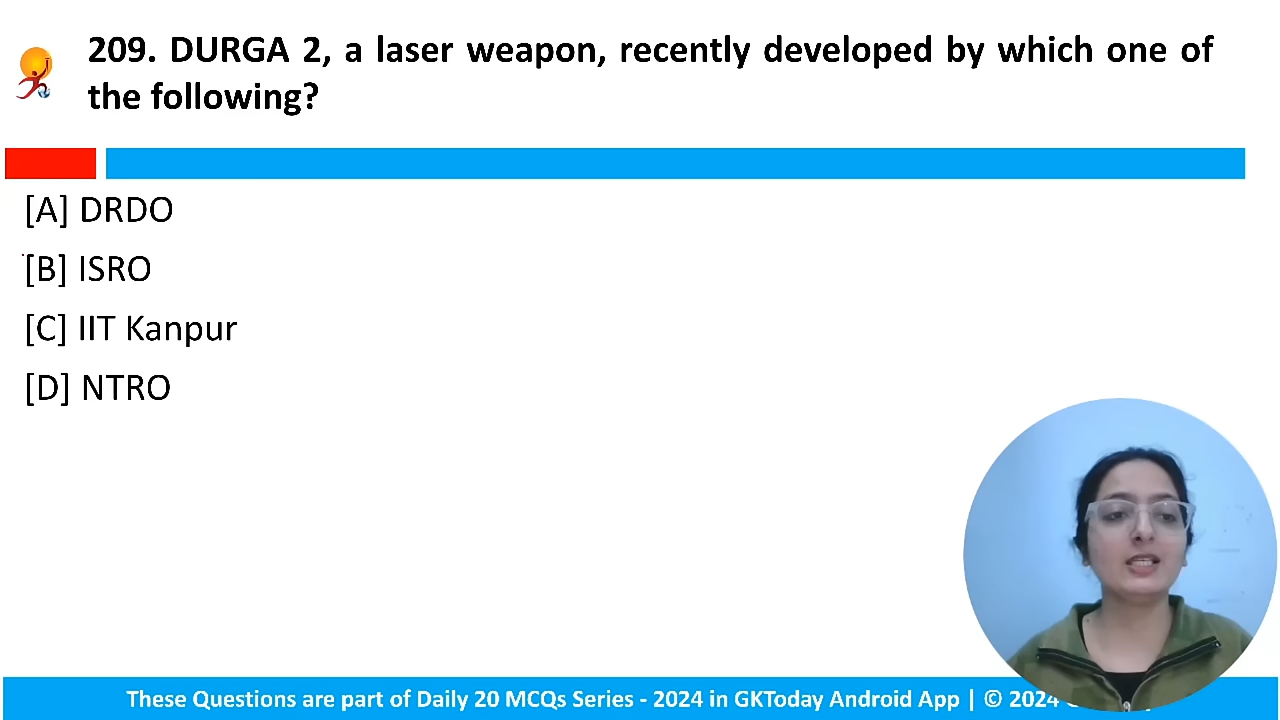 209. DURGA 2, a laser weapon, recently developed by which one of
the following?
[A] DRDO
[B] ISRO
[C] IIT Kanpur
[D] NTRO
These Questions are part of Daily 20 MCQs Series - 2024 in GKToday Android App | © 2024